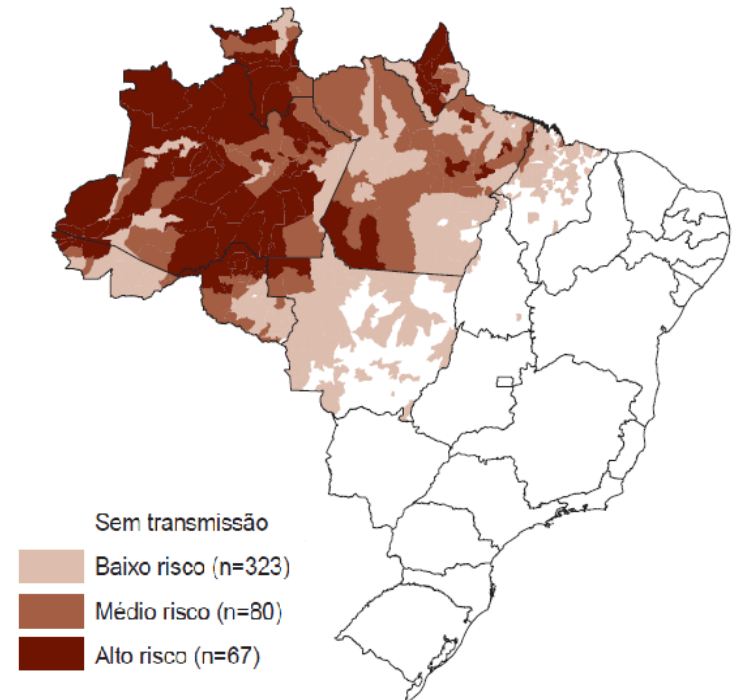 Sem transmissão
Baixo risco (n=323)
Médio risco (n=80)
Alto risco (n=67)